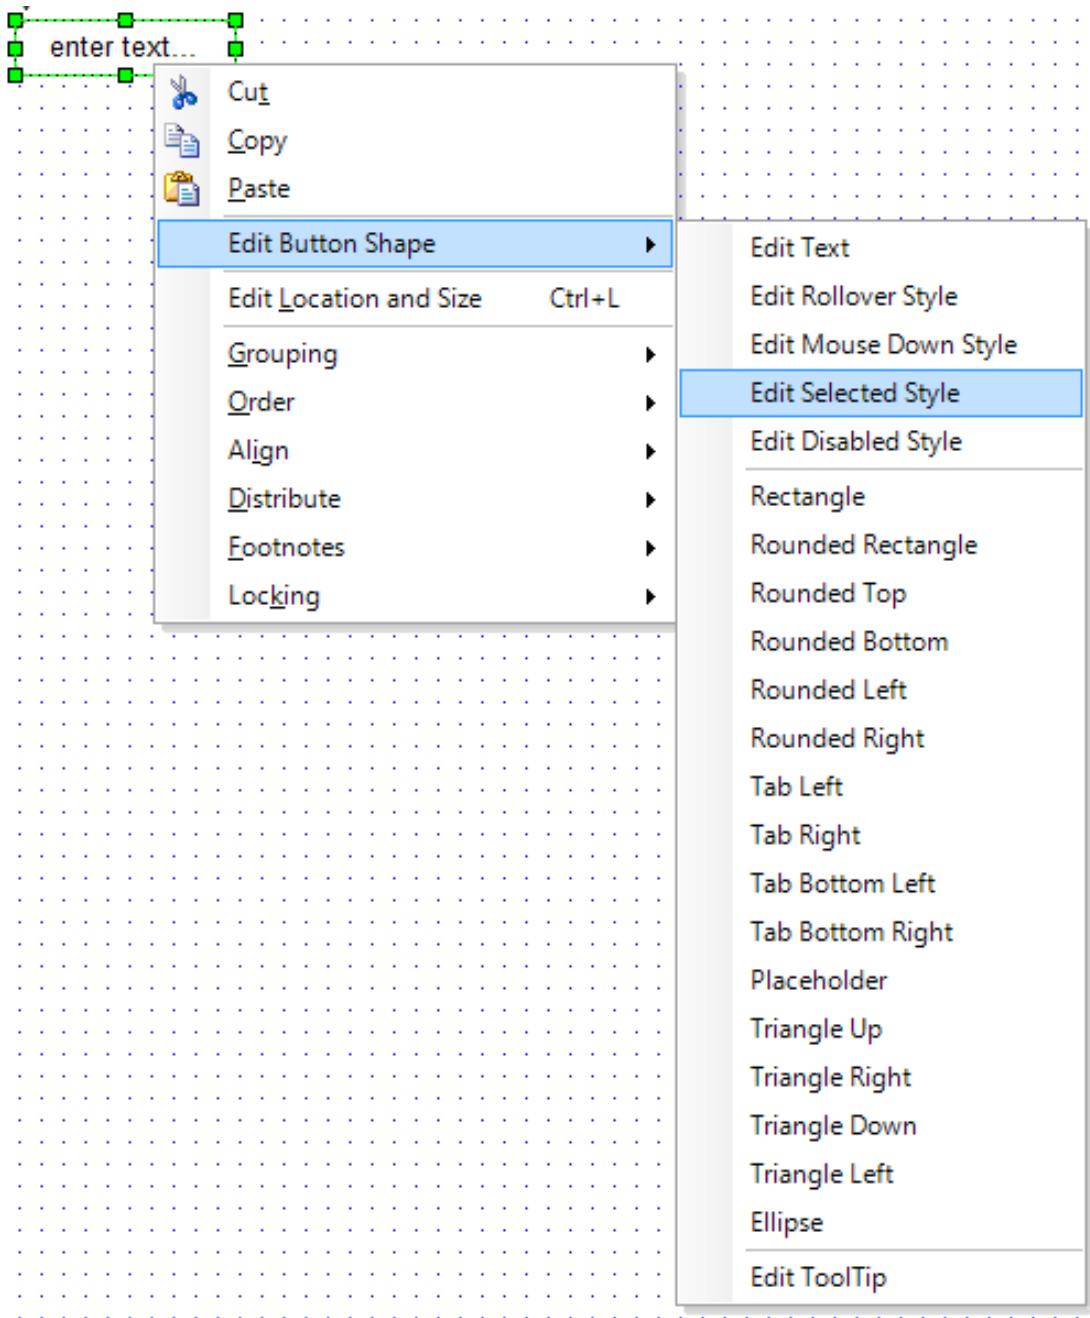 enter text...
Cut
Copy
Paste
Edit Button Shape
Edit Location and Size Ctrl+L
Grouping
Order
Align
Distribute
Footnotes
Locking
Edit Text
Edit Rollover Style
Edit Mouse Down Style
Edit Selected Style
Edit Disabled Style
Rectangle
Rounded Rectangle
Rounded Top
Rounded Bottom
Rounded Left
Rounded Right
Tab Left
Tab Right
Tab Bottom Left
Tab Bottom Right
Placeholder
Triangle Up
Triangle Right
Triangle Down
Triangle Left
Ellipse
Edit ToolTip